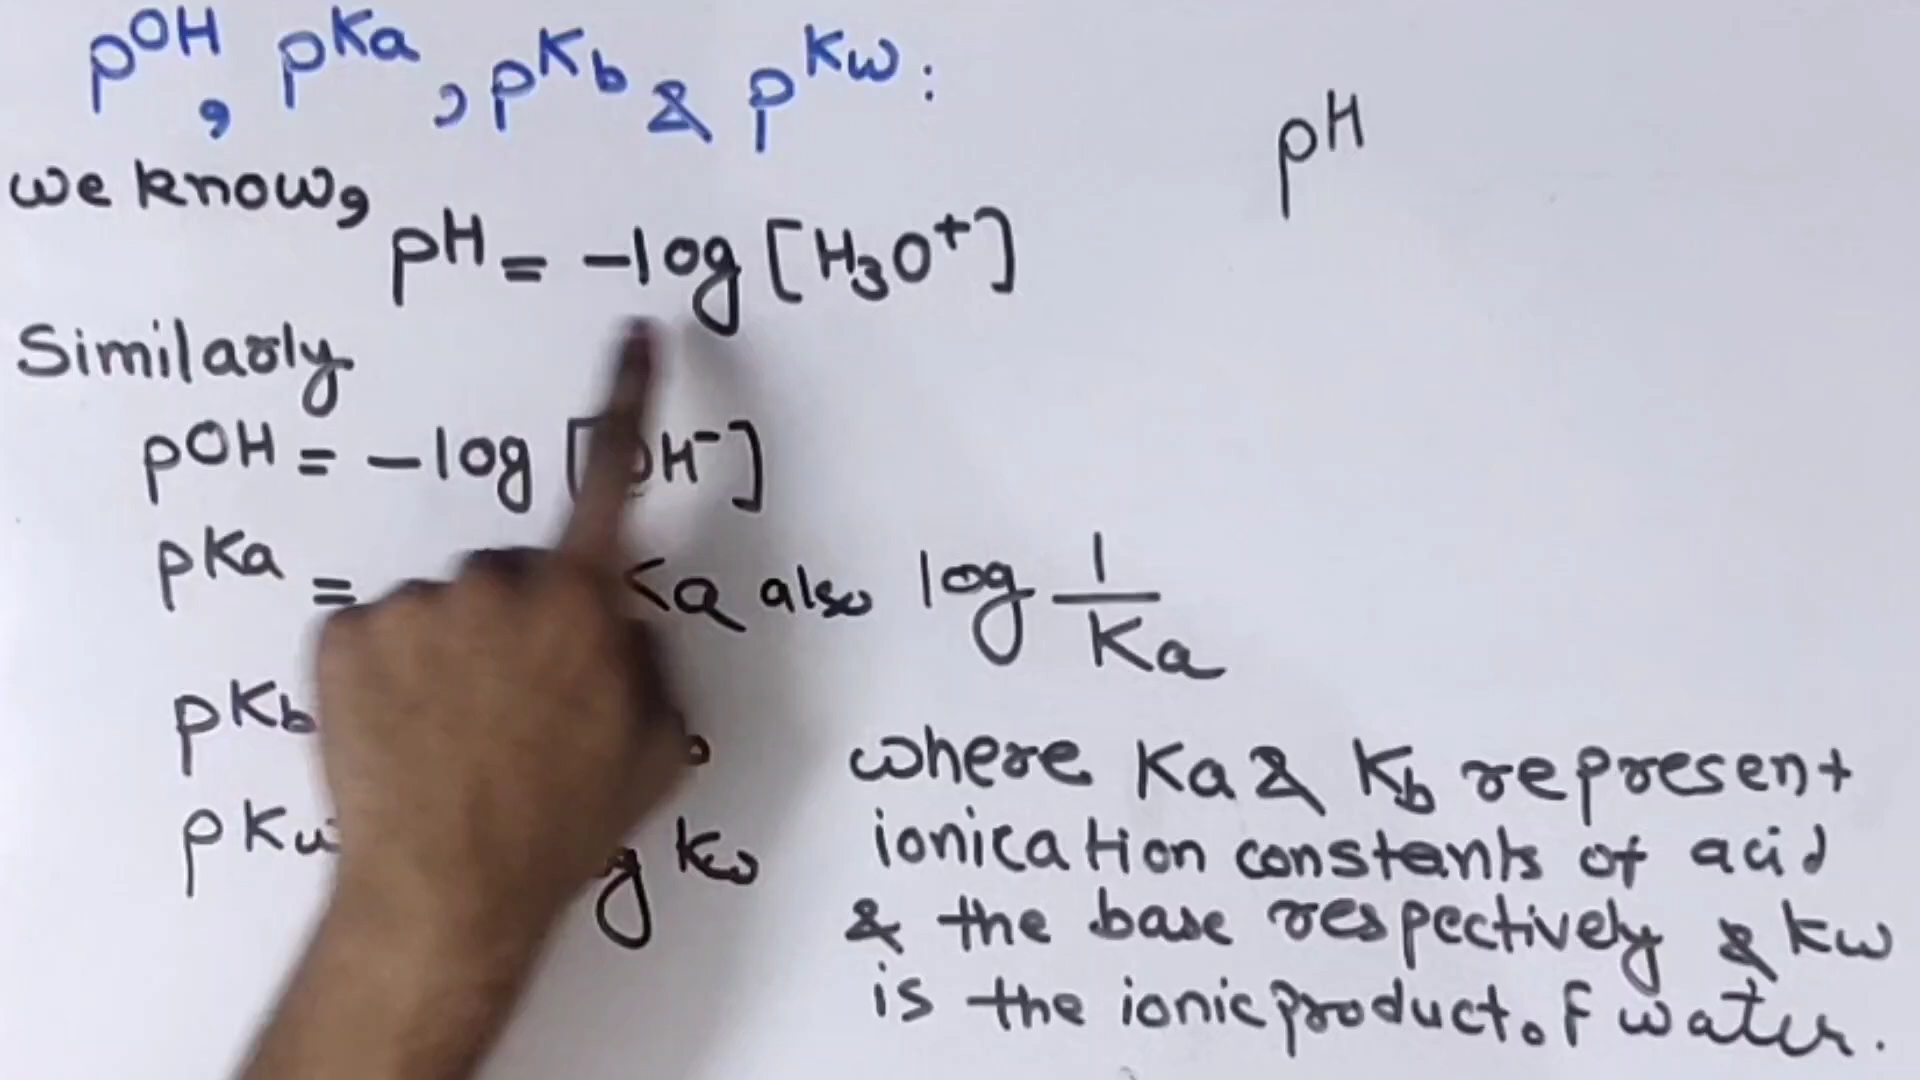 pOH, pKa, pKb & pKw:
pH
we know,
pH = -log [H3O+]
Similarly
pOH = -log [OH-]
pKa = Ka also log 1/Ka
pKb
pKw g Kw
where Ka & Kb represent
ionication constants of acid
& the base respectively & kw
is the ionic product of water.